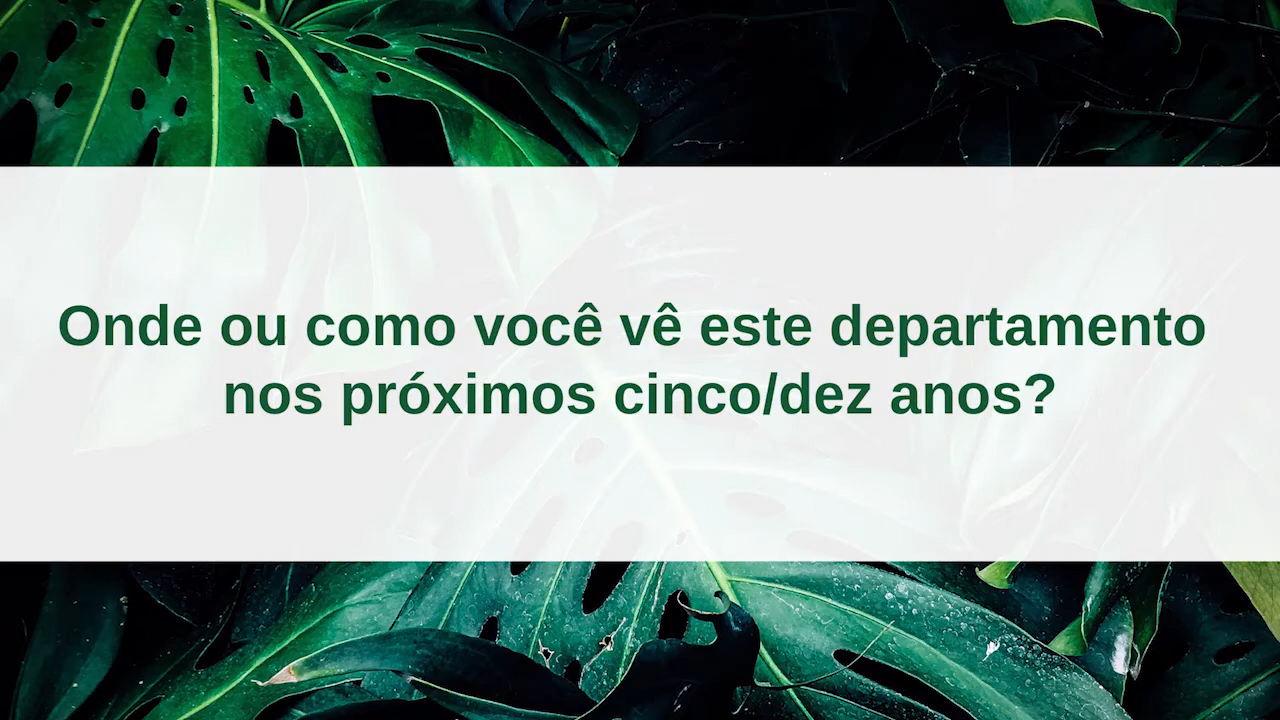 Onde ou como você vê este departamento
nos próximos cinco/dez anos?